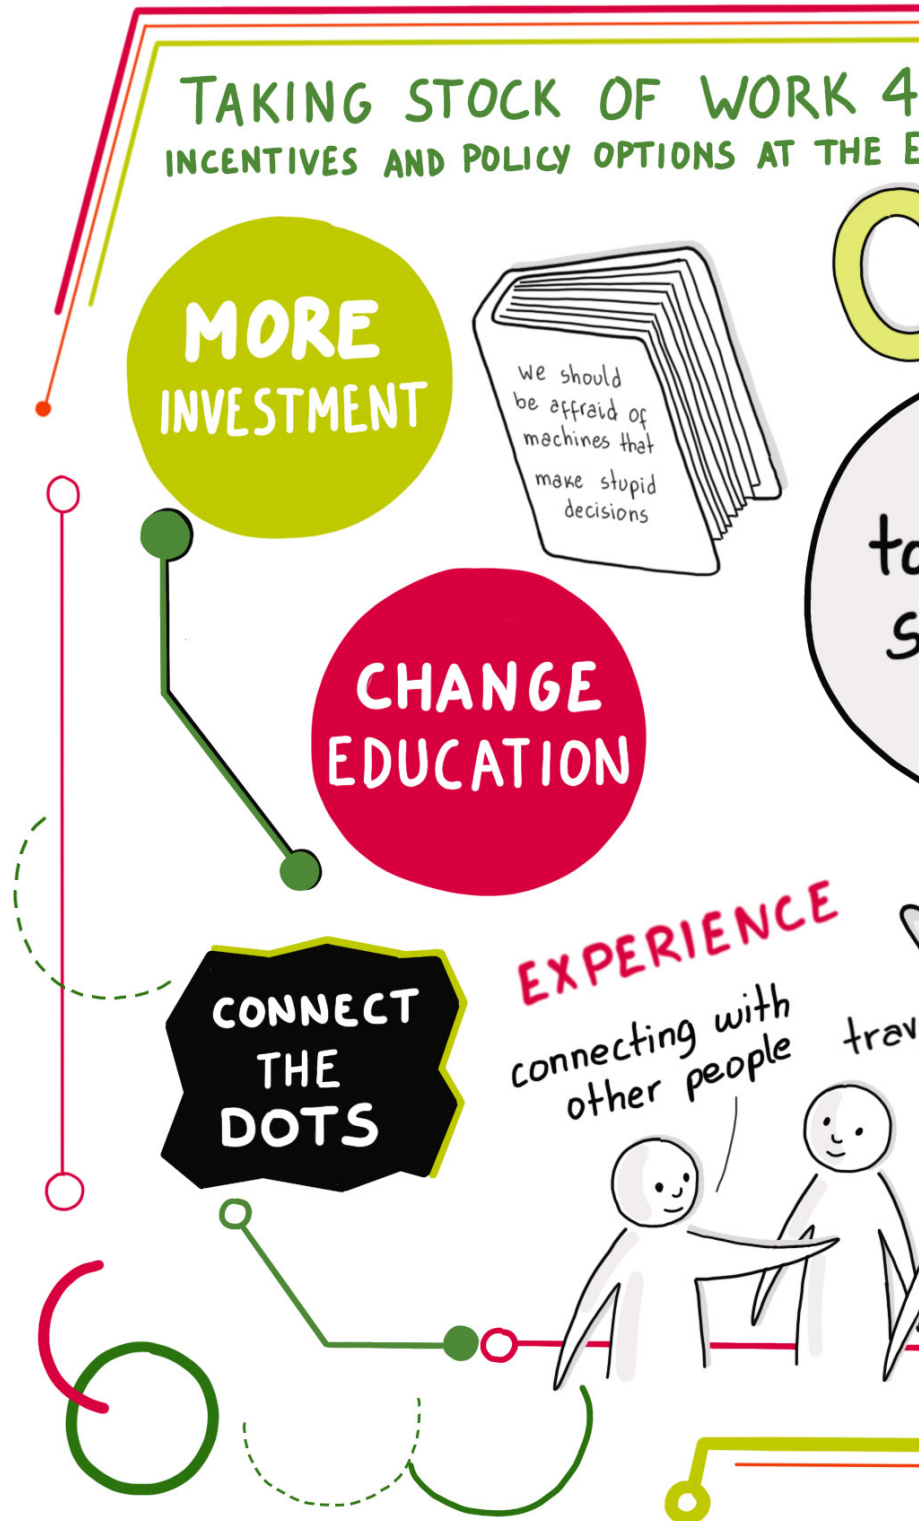 TAKING STOCK OF WORK 4
INCENTIVES AND POLICY OPTIONS AT THE E
MORE
INVESTMENT
we should
be affraid of
machines that
make stupid
decisions
CHANGE
EDUCATION
CONNECT
THE
DOTS
EXPERIENCE
connecting with
other people